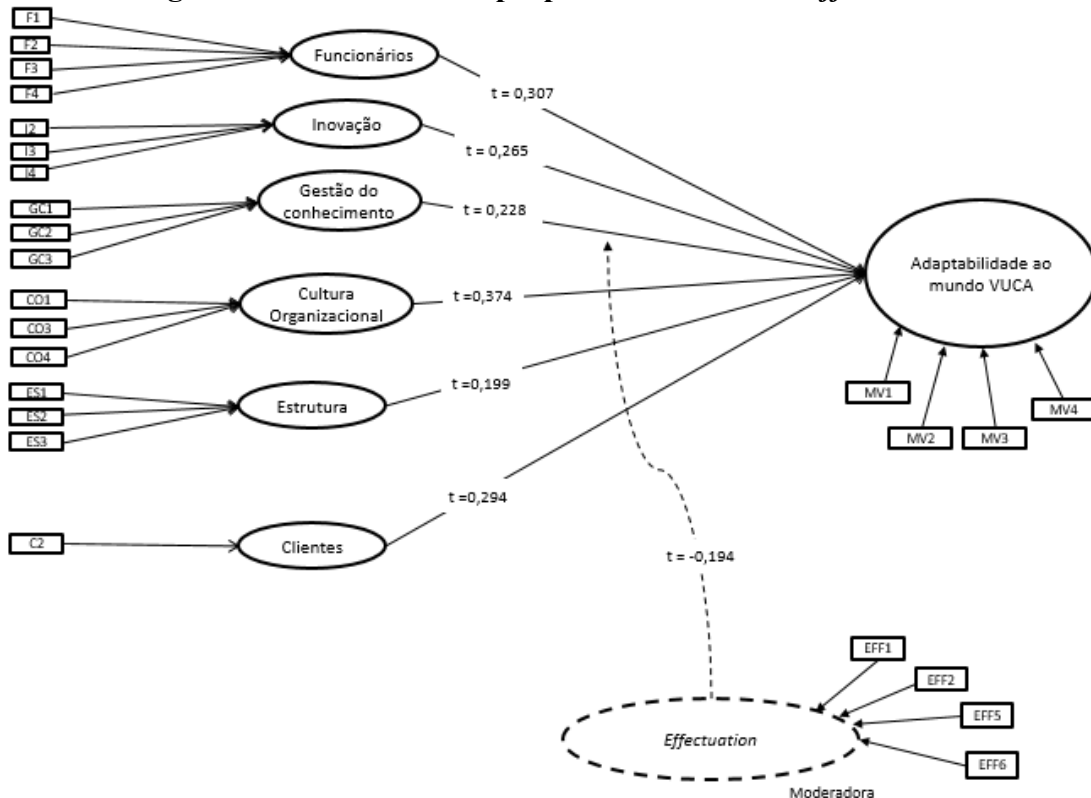 F1
F2
F3
F4
Funcionários
t = 0,307
I2
I3
I4
Inovação
t = 0,265
GC1
GC2
GC3
Gestão do
conhecimento
t = 0,228
CO1
CO3
CO4
Cultura
Organizacional
t =0,374
ES1
ES2
ES3
Estrutura
t =0,199
C2
Clientes
t =0,294
Adaptabilidade ao
mundo VUCA
MV1
MV2
MV3
MV4
t = -0,194
EFF1
EFF2
EFF5
EFF6
Effectuation
Moderadora